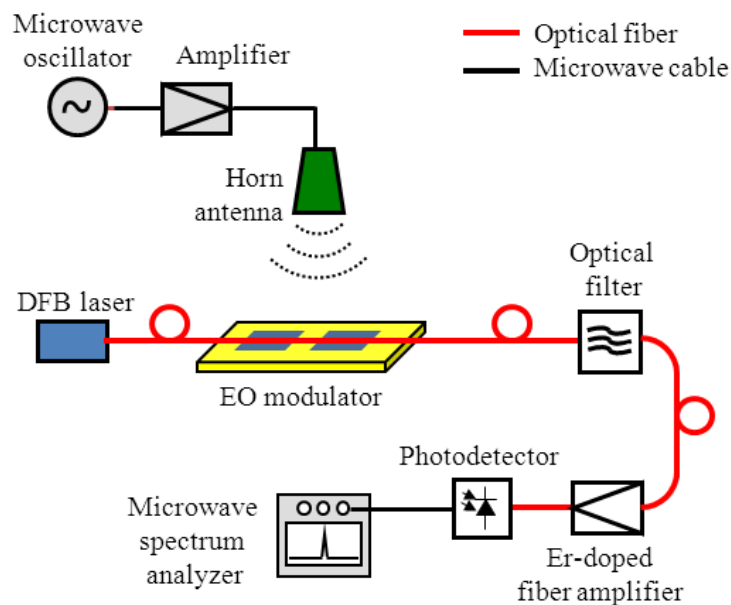 Microwave
oscillator
Amplifier
Optical fiber
Microwave cable
Horn
antenna
Optical
filter
DFB laser
EO modulator
Photodetector
Microwave
spectrum
analyzer
Er-doped
fiber amplifier